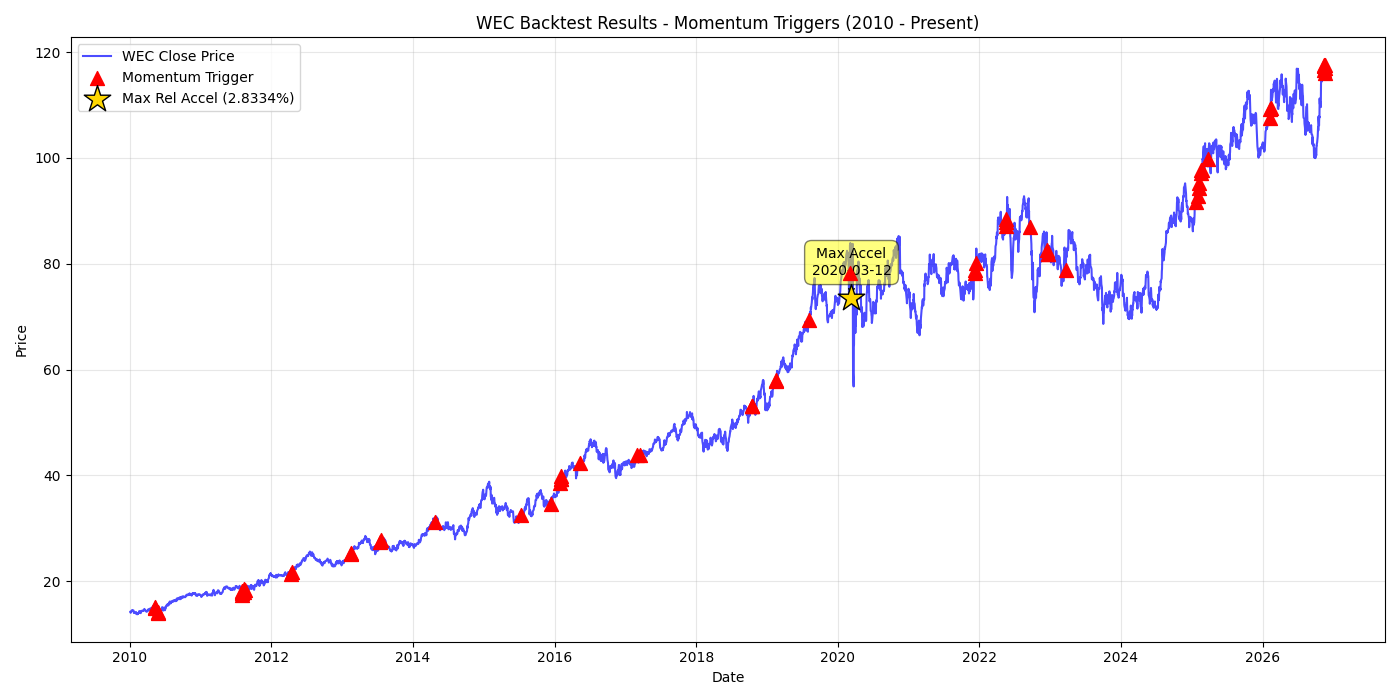 WEC Backtest Results - Momentum Triggers (2010 - Present)
WEC Close Price
Momentum Trigger
Max Rel Accel (2.8334%)
Max Accel
2020-03-12
Price
120
100
80
60
40
20
2010 2012 2014 2016 2018 2020 2022 2024 2026
Date